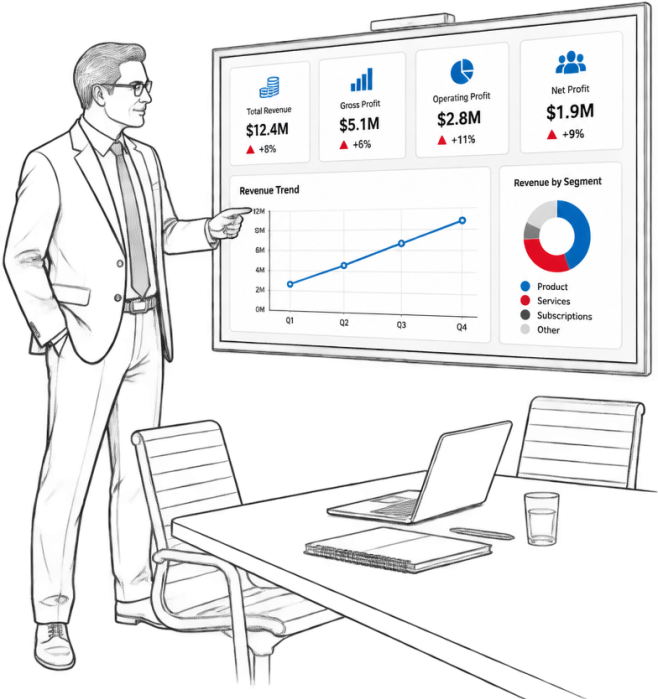 Total Revenue
$12.4M
+8%
Gross Profit
$5.1M
+6%
Operating Profit
$2.8M
+11%
Net Profit
$1.9M
+9%
Revenue Trend
12M
8M
6M
4M
2M
0M
Q1
Q2
Q3
Q4
Revenue by Segment
Product
Services
Subscriptions
Other